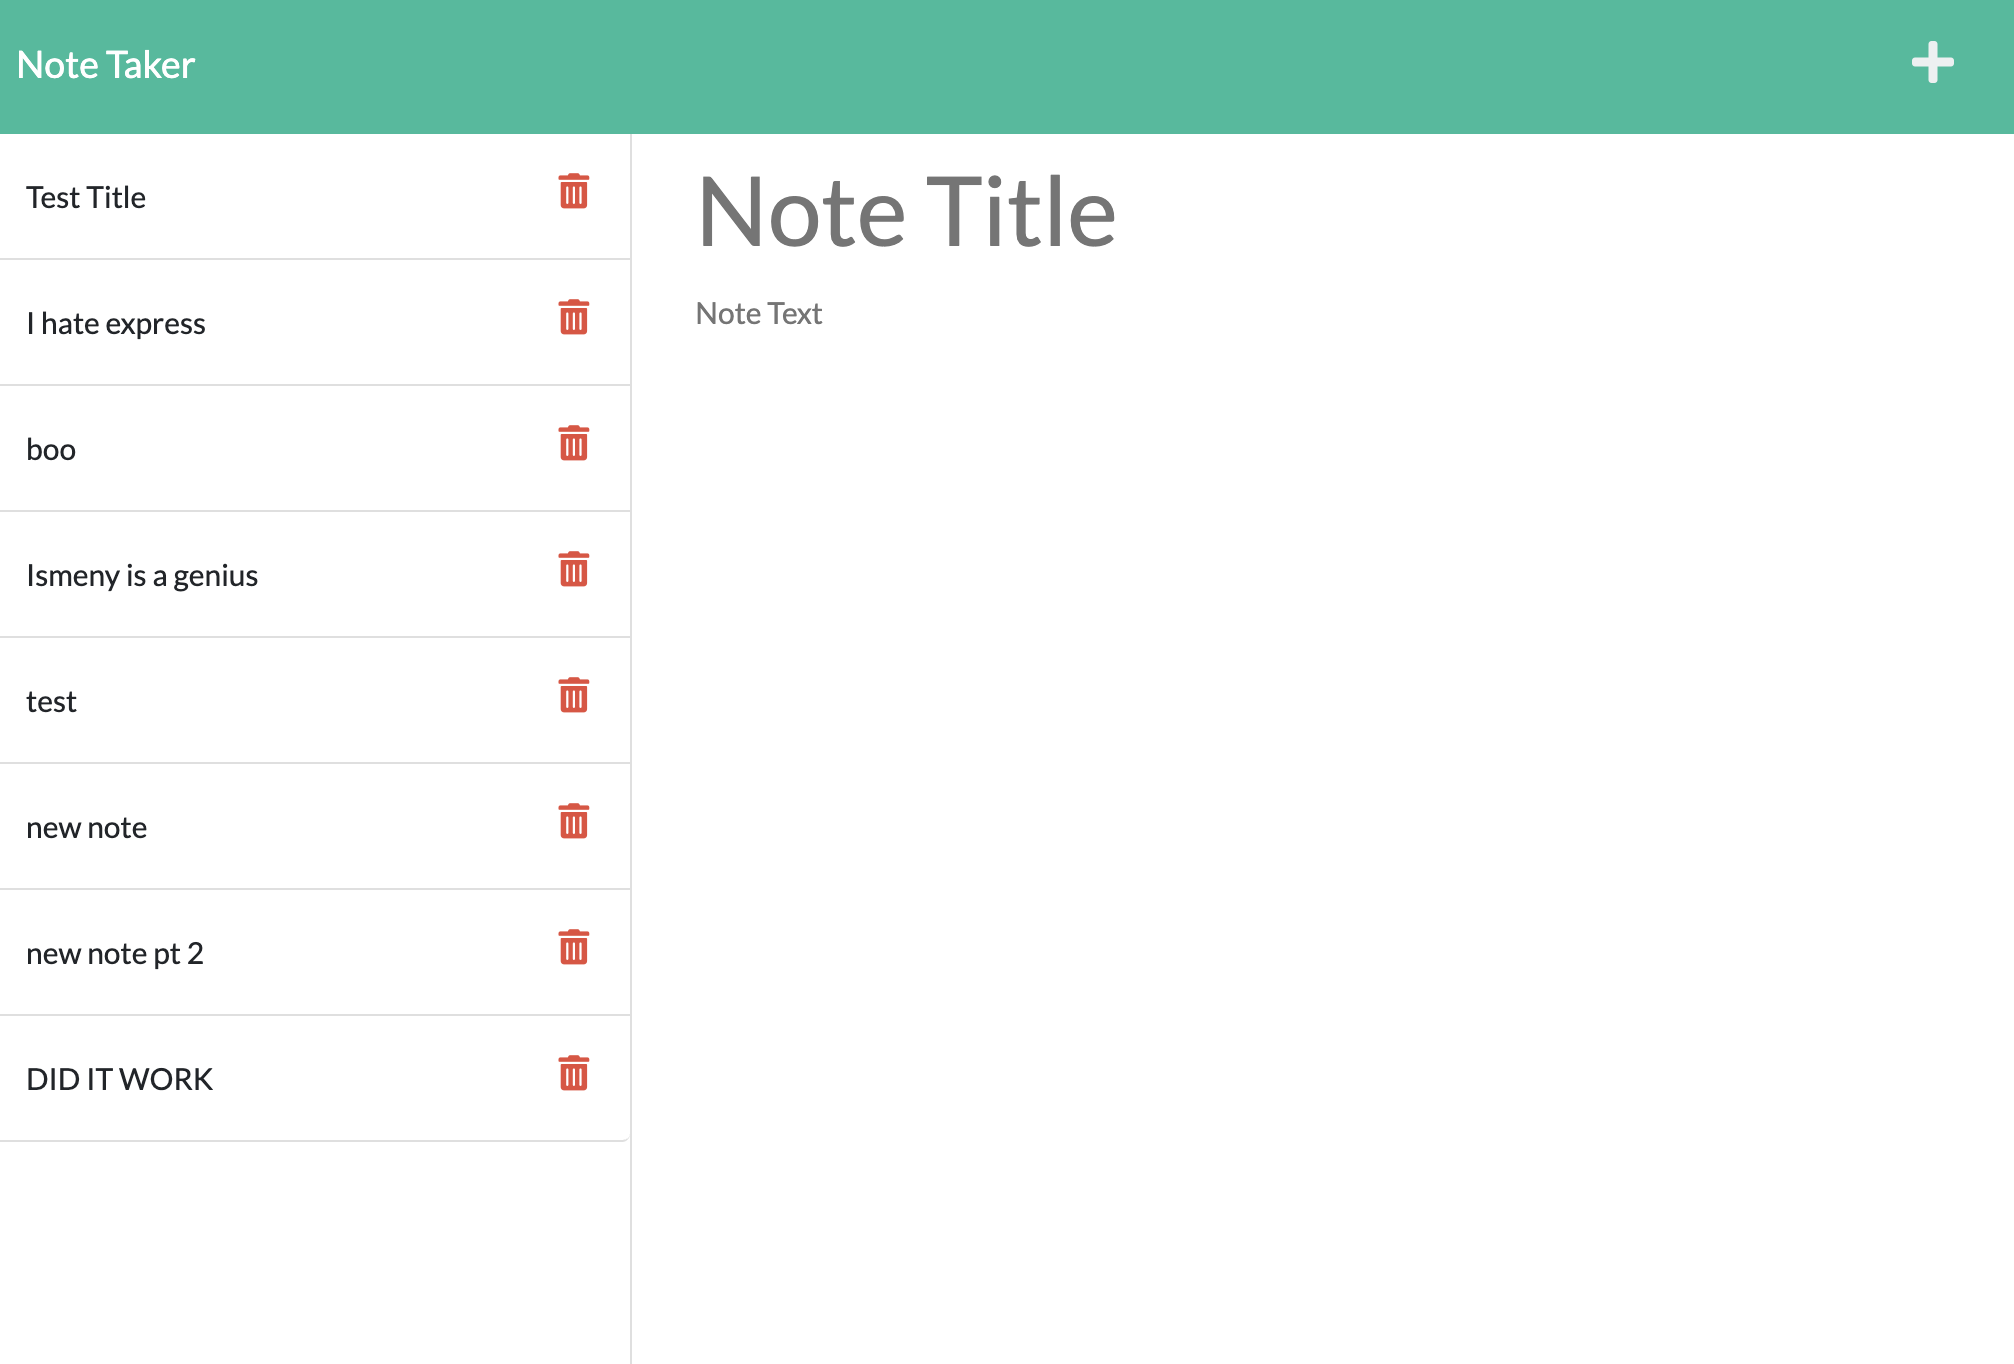 Note Taker
Test Title
I hate express
boo
Ismeny is a genius
test
new note
new note pt 2
DID IT WORK
Note Title
Note Text